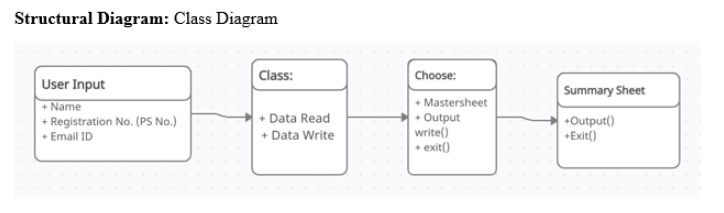 Structural Diagram: Class Diagram
User Input
+ Name
+ Registration No. (PS No.)
+ Email ID
Class:
+ Data Read
+ Data Write
Choose:
+ Mastersheet
+ Output
write()
+ exit()
Summary Sheet
+Output()
+Exit()